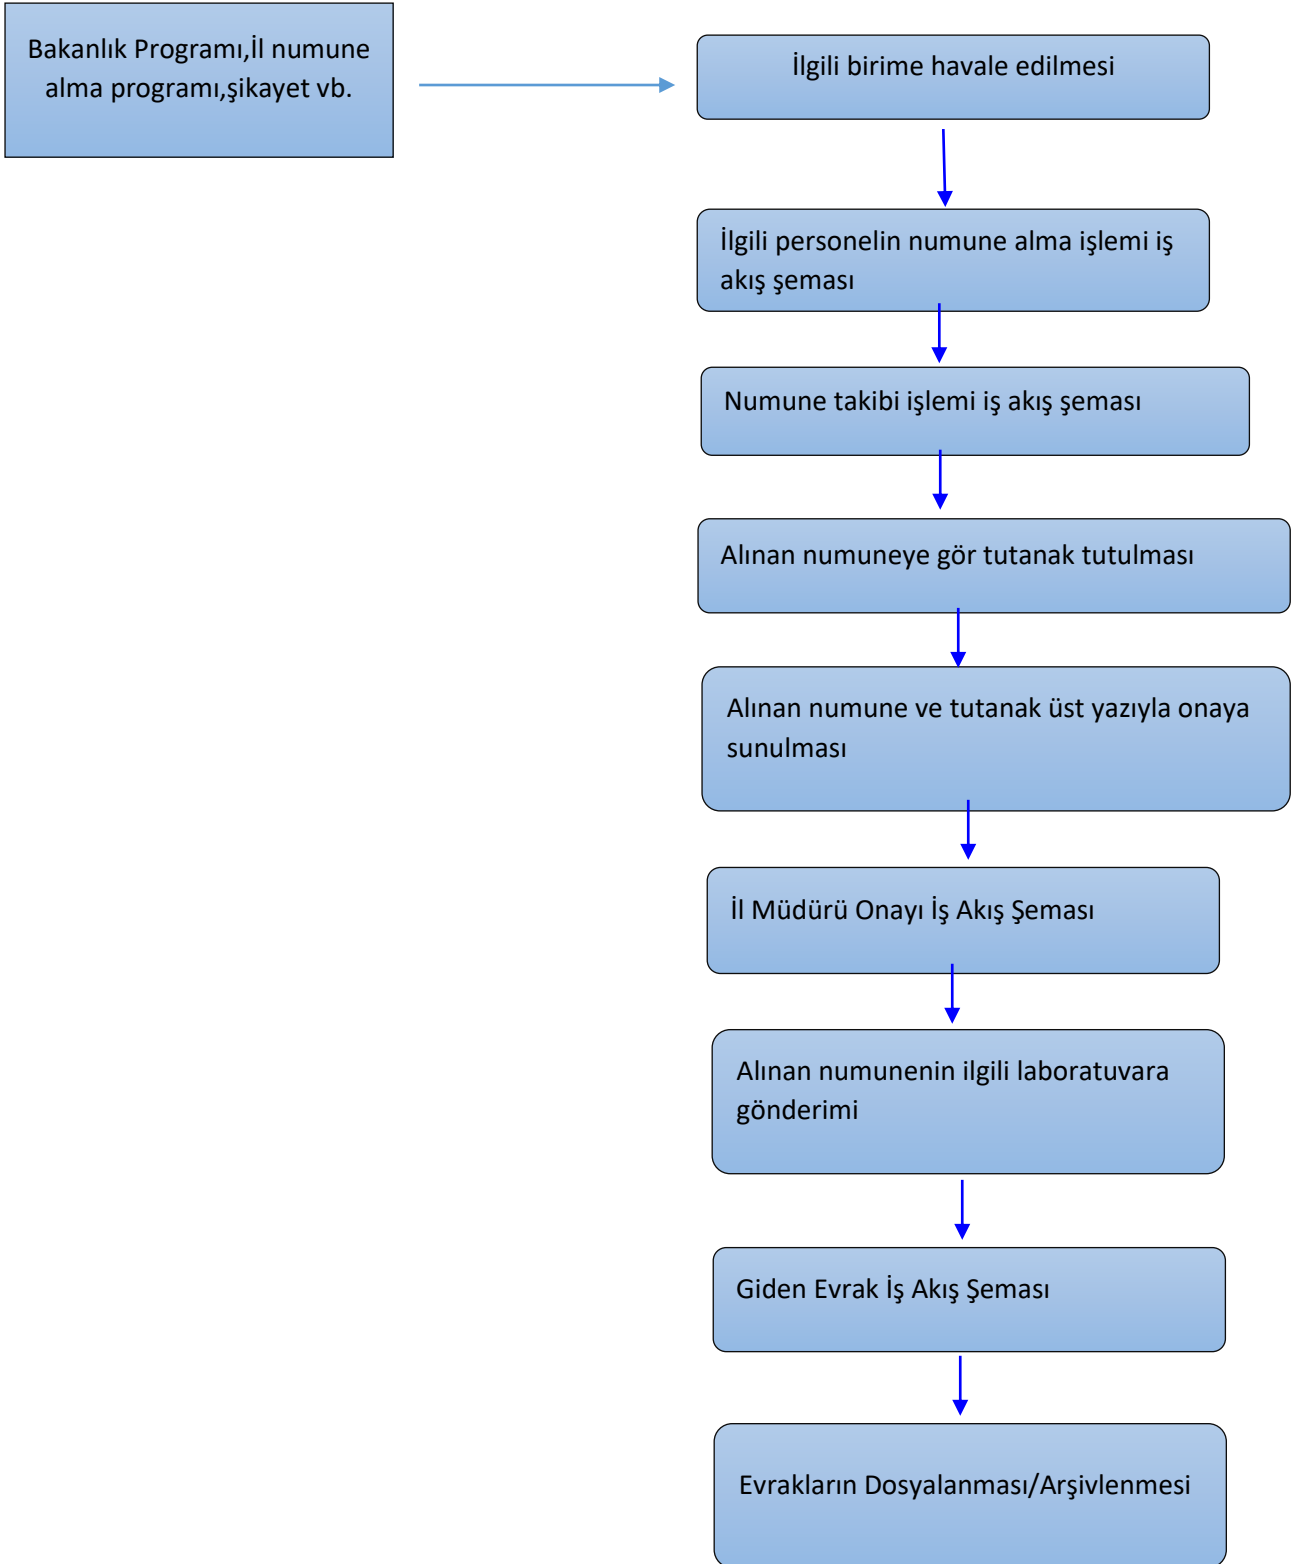 Bakanlık Programı,İl numune
alma programı,şikayet vb.
İlgili birime havale edilmesi
İlgili personelin numune alma işlemi iş
akış şeması
Numune takibi işlemi iş akış şeması
Alınan numuneye gör tutanak tutulması
Alınan numune ve tutanak üst yazıyla onaya
sunulması
İl Müdürü Onayı İş Akış Şeması
Alınan numunenin ilgili laboratuvara
gönderimi
Giden Evrak İş Akış Şeması
Evrakların Dosyalanması/Arşivlenmesi